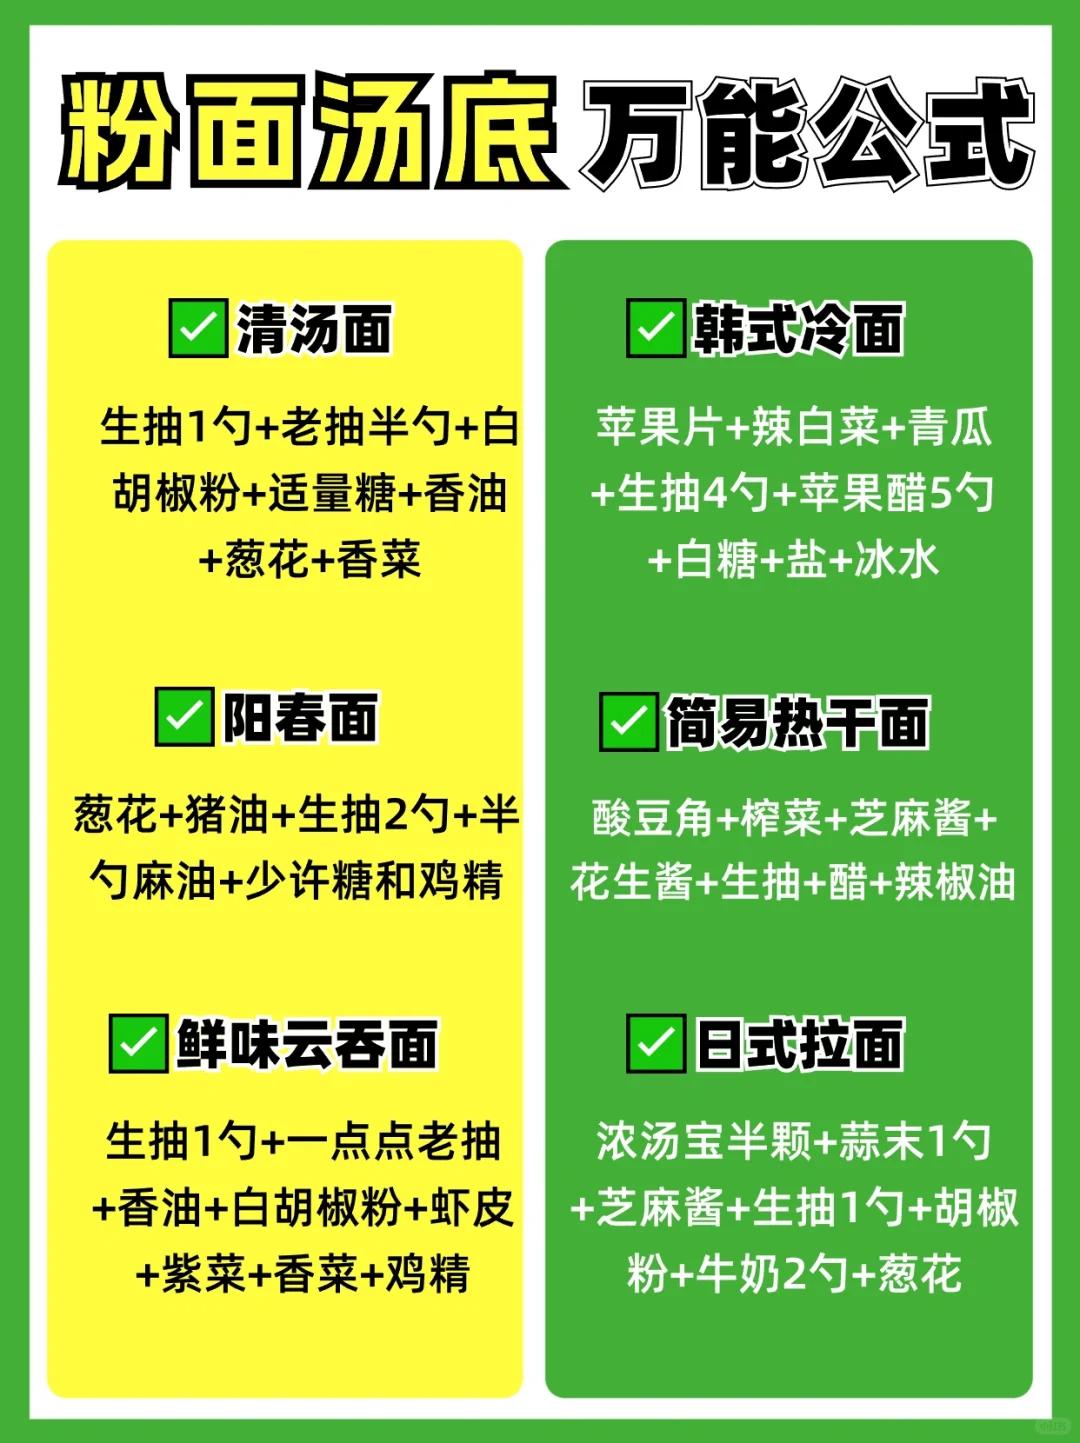 粉面汤底 万能公式
清汤面
生抽1勺+老抽半勺+白
胡椒粉+适量糖+香油
+葱花+香菜
阳春面
葱花+猪油+生抽2勺+半
勺麻油+少许糖和鸡精
鲜味云吞面
生抽1勺+一点点老抽
+香油+白胡椒粉+虾皮
+紫菜+香菜+鸡精
韩式冷面
苹果片+辣白菜+青瓜
+生抽4勺+苹果醋5勺
+白糖+盐+冰水
简易热干面
酸豆角+榨菜+芝麻酱+
花生酱+生抽+醋+辣椒油
日式拉面
浓汤宝半颗+蒜末1勺
+芝麻酱+生抽1勺+胡椒
粉+牛奶2勺+葱花